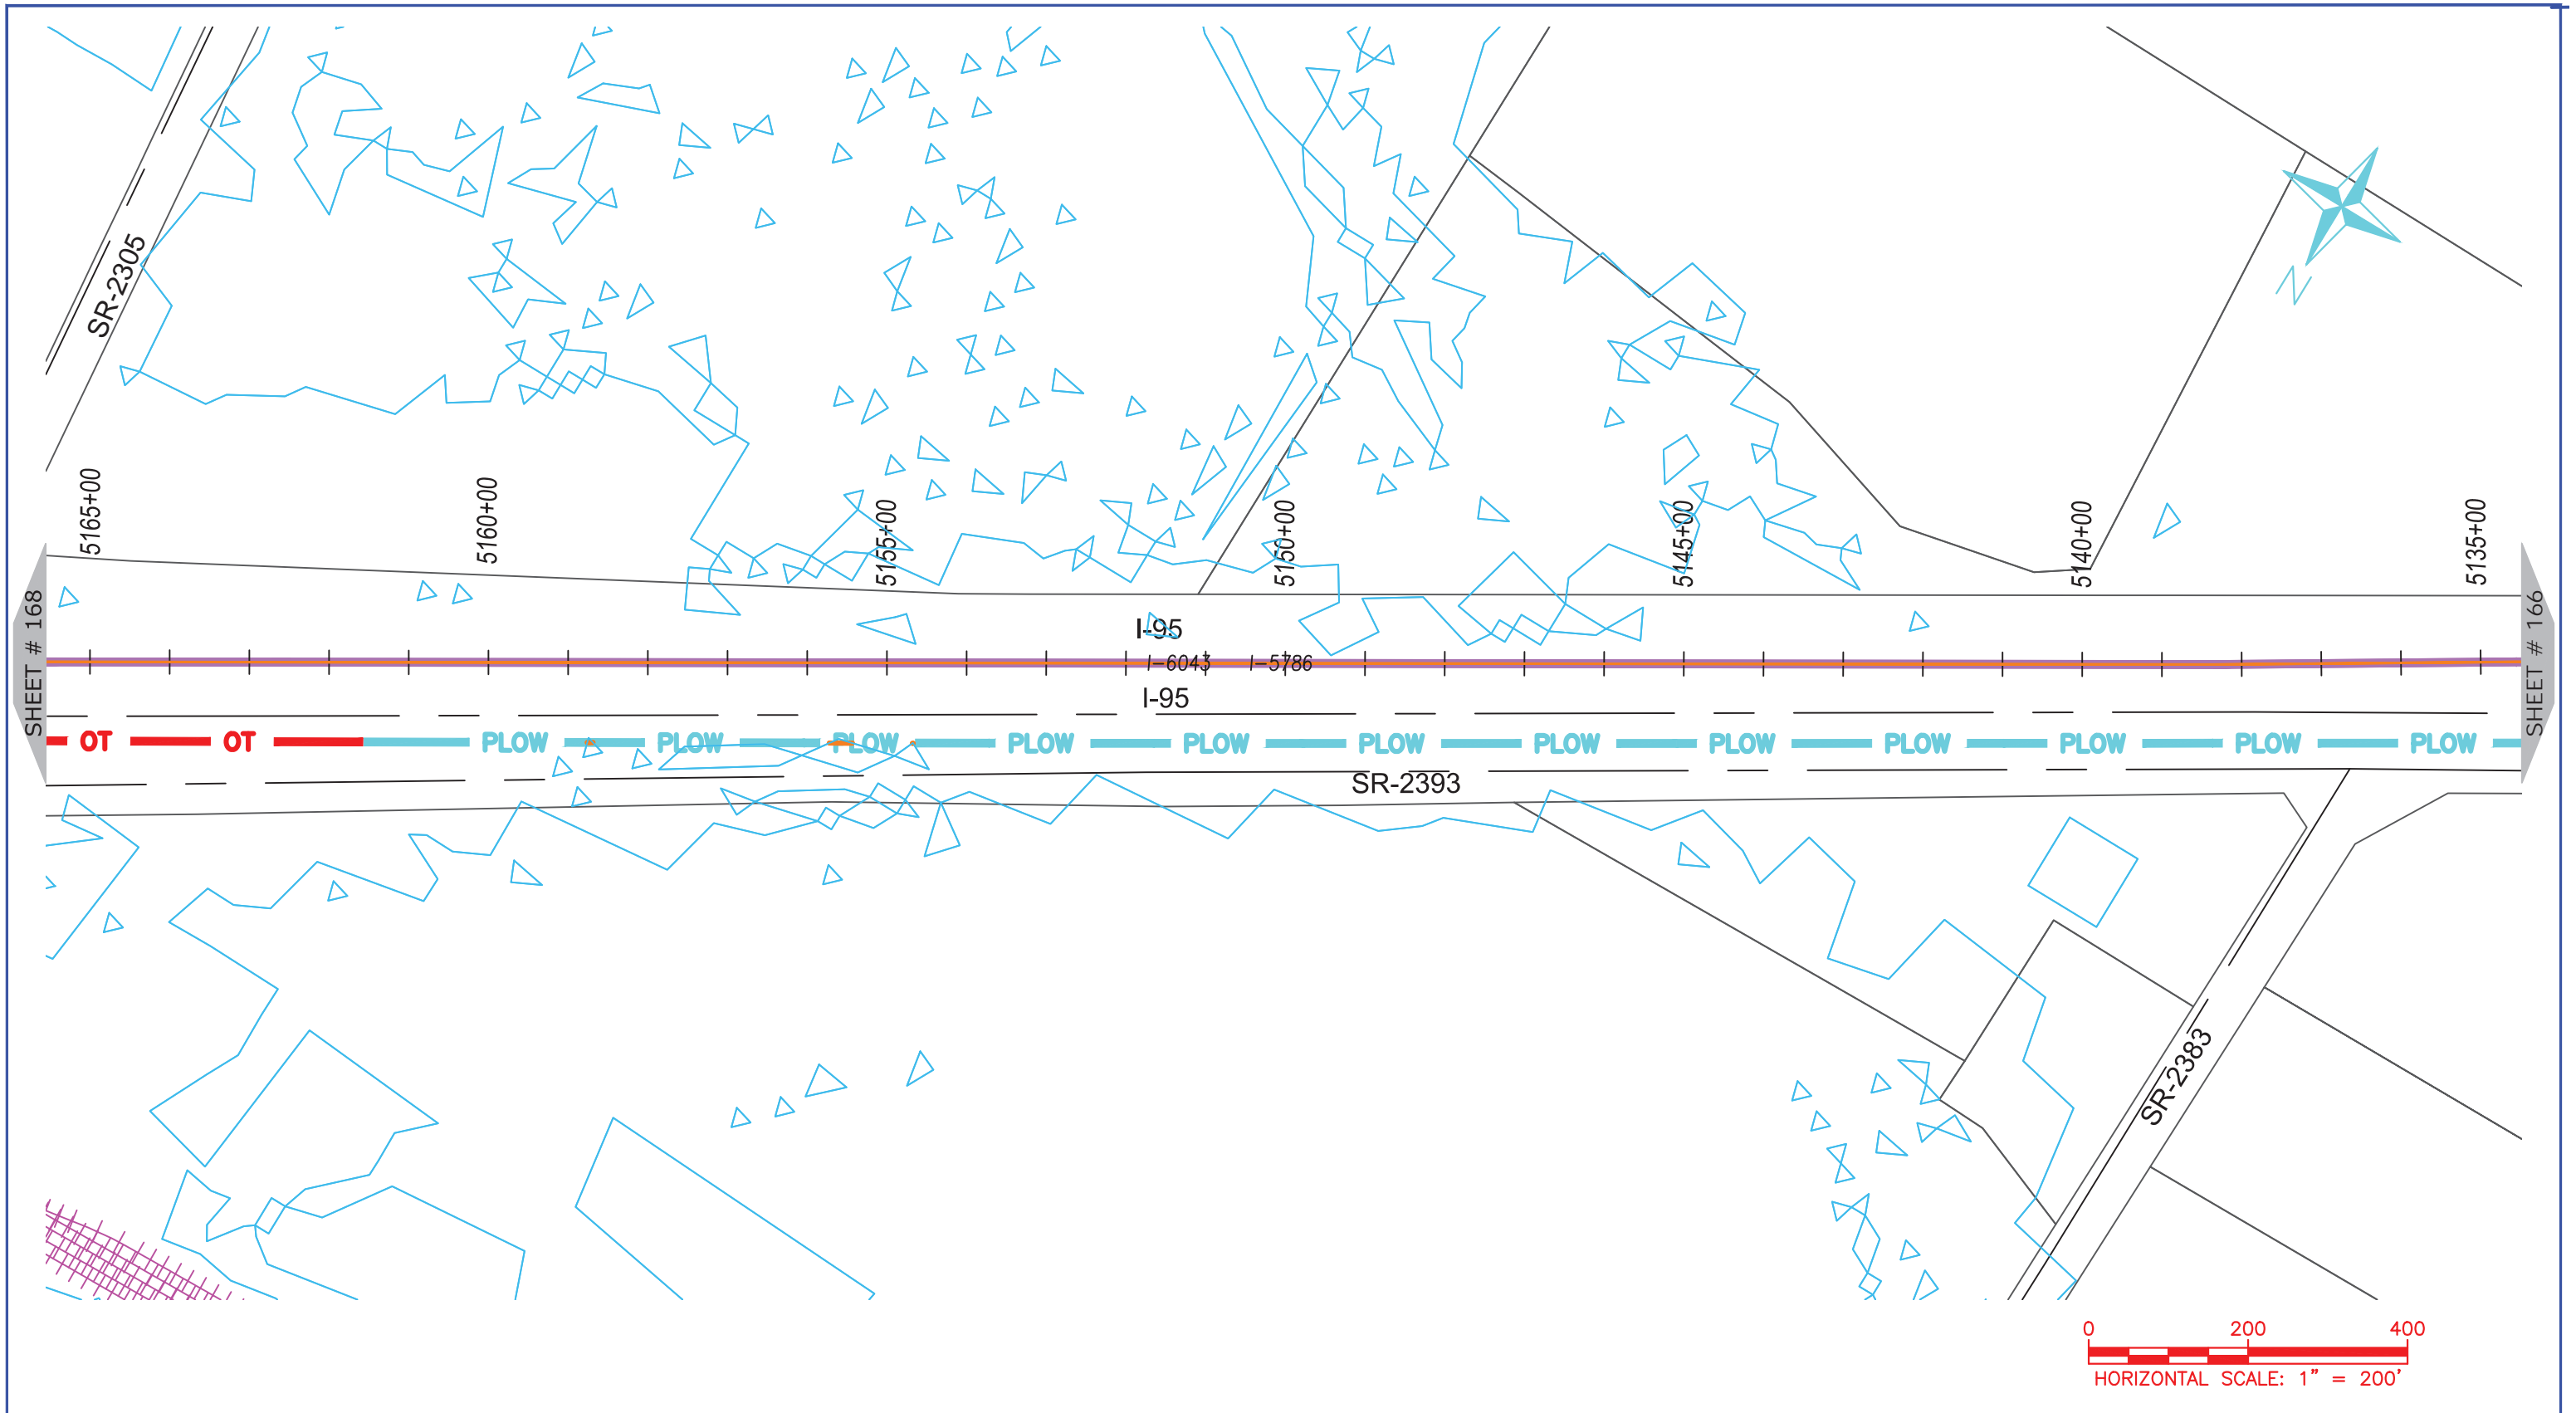 SR-2305
N
5165+00
5160+00
5155+00
5150+00
5145+00
5140+00
5135+00
SHEET # 168
SHEET # 166
I-95
I-6043 I-5786
I-95
OT OT PLOW PLOW PLOW PLOW PLOW PLOW PLOW PLOW PLOW PLOW PLOW PLOW
SR-2393
SR-2383
0 200 400
HORIZONTAL SCALE: 1" = 200'